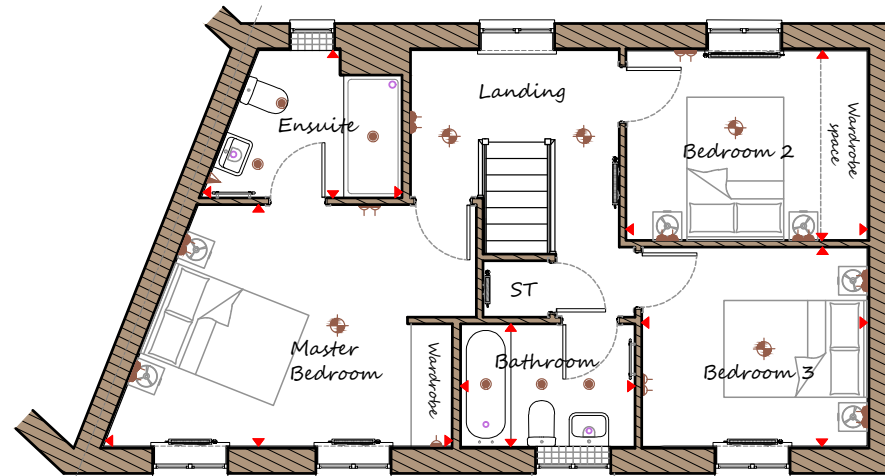 Landing
Ensuite
Bedroom 2
Wardrobe
space
ST
Master
Bedroom
Wardrobe
Bathroom
Bedroom 3